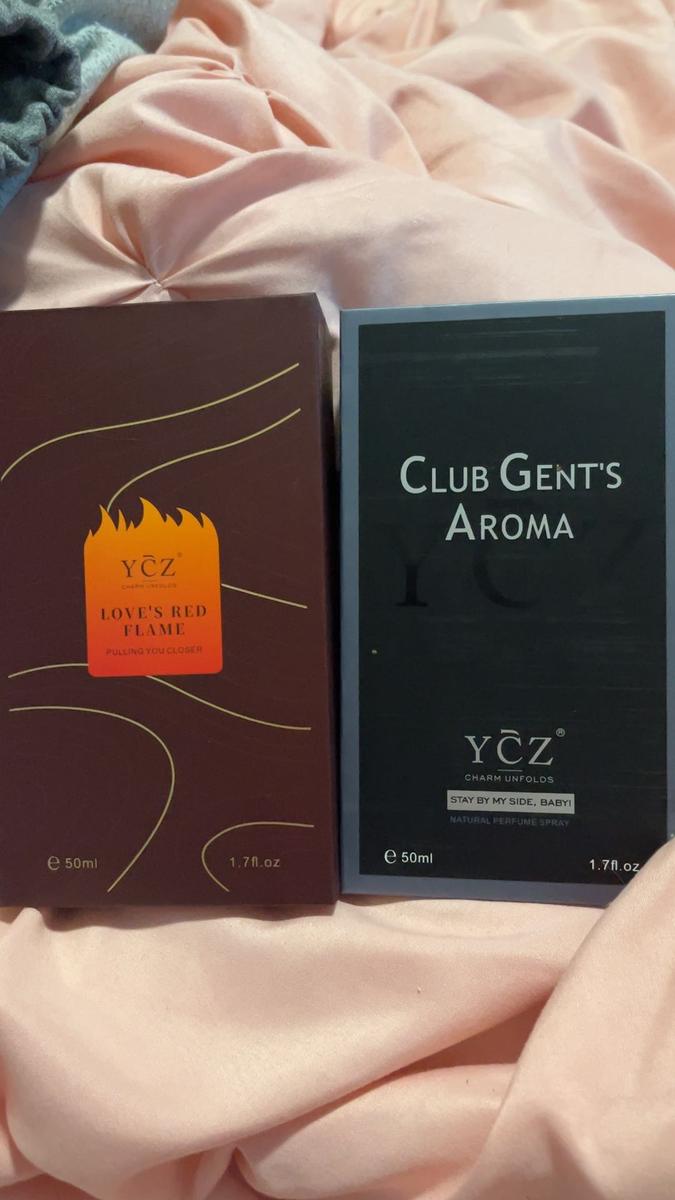 YCZ®
CHARM UNFOLDS
LOVE'S RED
FLAME
PULLING YOU CLOSER
℮ 50ml 1.7fl.oz
CLUB GENT'S
AROMA
YCZ
YCZ®
CHARM UNFOLDS
STAY BY MY SIDE, BABY!
NATURAL PERFUME SPRAY
℮ 50ml 1.7fl.oz